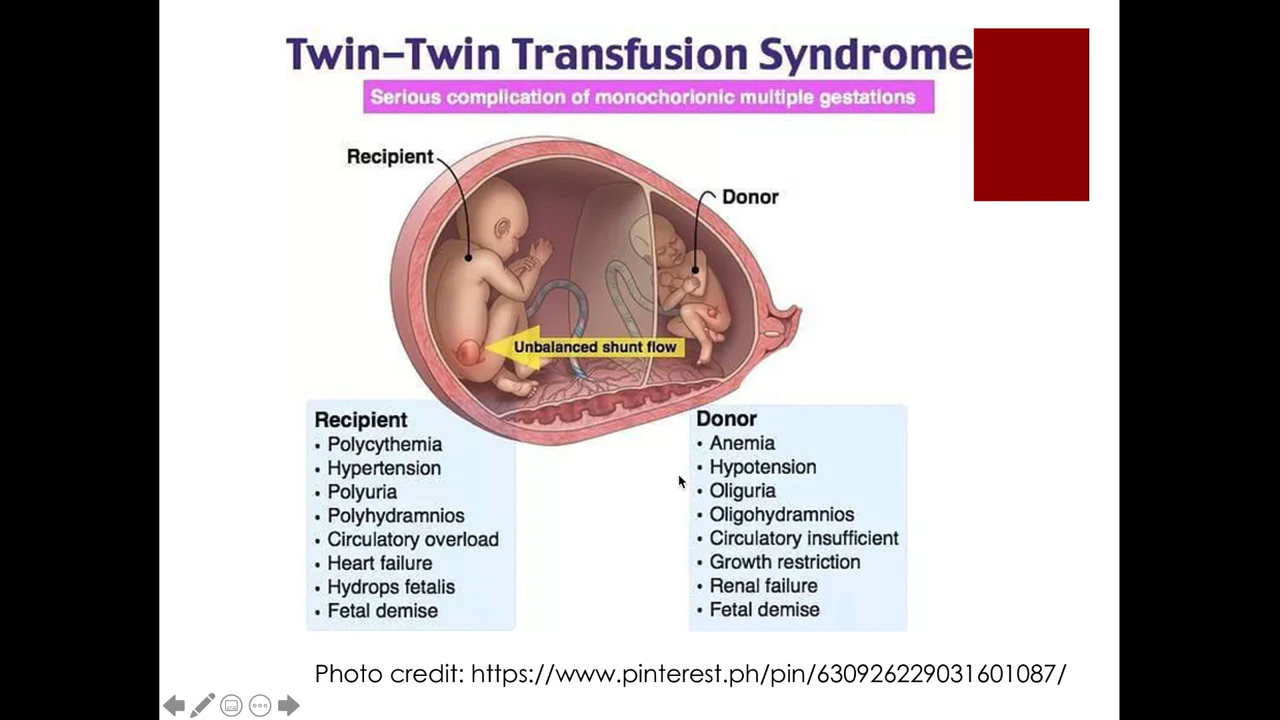 Twin–Twin Transfusion Syndrome
Serious complication of monochorionic multiple gestations
Recipient
Donor
Unbalanced shunt flow
Recipient
• Polycythemia
• Hypertension
• Polyuria
• Polyhydramnios
• Circulatory overload
• Heart failure
• Hydrops fetalis
• Fetal demise
Donor
• Anemia
• Hypotension
• Oliguria
• Oligohydramnios
• Circulatory insufficient
• Growth restriction
• Renal failure
• Fetal demise
Photo credit: https://www.pinterest.ph/pin/630926229031601087/